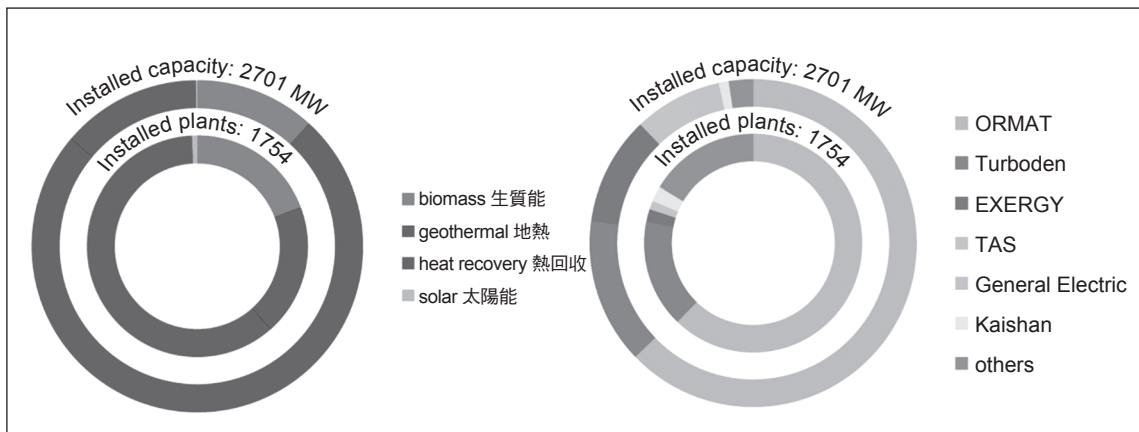 Installed capacity: 2701 MW
Installed plants: 1754
biomass 生質能
geothermal 地熱
heat recovery 熱回收
solar 太陽能
Installed capacity: 2701 MW
Installed plants: 1754
ORMAT
Turboden
EXERGY
TAS
General Electric
Kaishan
others